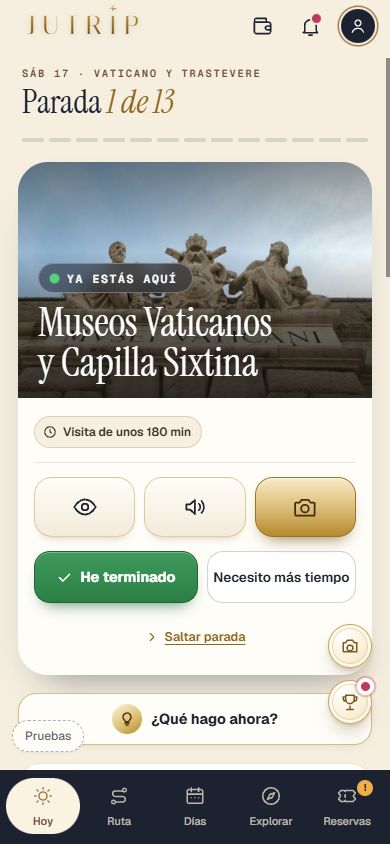 JUTRIP
SÁB 17 · VATICANO Y TRASTEVERE
Parada 1 de 13
YA ESTÁS AQUÍ
Museos Vaticanos
y Capilla Sixtina
Visita de unos 180 min
He terminado
Necesito más tiempo
Saltar parada
¿Qué hago ahora?
Pruebas
!
Hoy
Ruta
Días
Explorar
Reservas